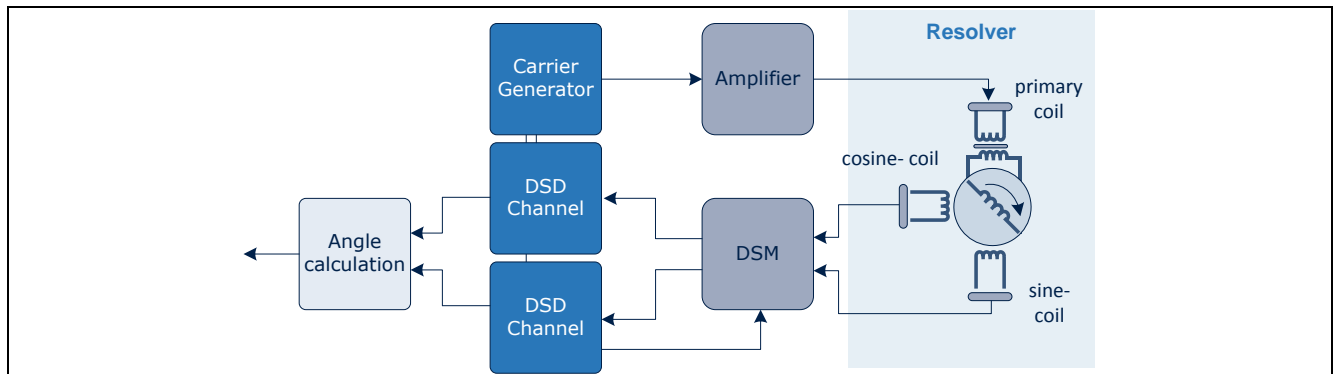 Resolver
Carrier
Generator
Amplifier
primary
coil
cosine- coil
DSD
Channel
Angle
calculation
DSM
DSD
Channel
sine-
coil